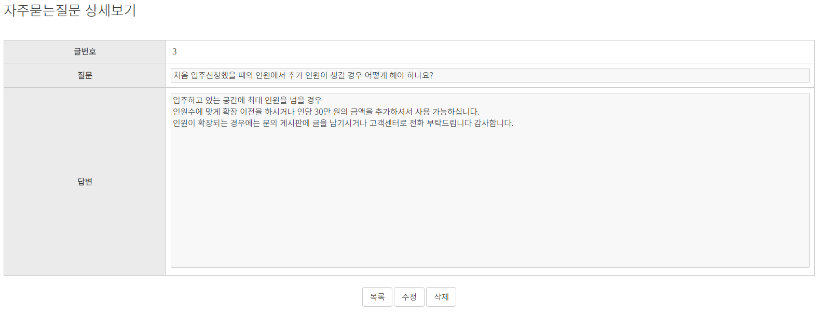 자주묻는질문 상세보기
글번호
3
질문
처음 입주신청했을 때의 인원에서 추가 인원이 생길 경우 어떻게 해야 하나요?
답변
입주하고 있는 공간에 최대 인원을 넘을 경우
인원수에 맞게 확장 이전을 하시거나 인당 30만 원의 금액을 추가하셔서 사용 가능하십니다.
인원이 확장되는 경우에는 문의 게시판에 글을 남기시거나 고객센터로 전화 부탁드립니다 감사합니다.
목록 수정 삭제